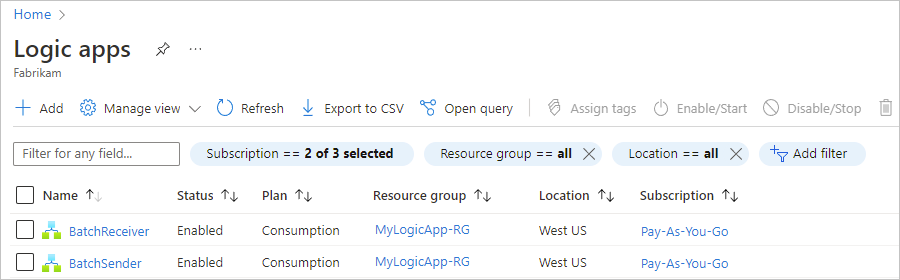 Home
Logic apps
Fabrikam
Add Manage view Refresh Export to CSV Open query Assign tags Enable/Start Disable/Stop
Filter for any field... Subscription == 2 of 3 selected Resource group == all Location == all Add filter
Name Status Plan Resource group Location Subscription
BatchReceiver Enabled Consumption MyLogicApp-RG West US Pay-As-You-Go
BatchSender Enabled Consumption MyLogicApp-RG West US Pay-As-You-Go